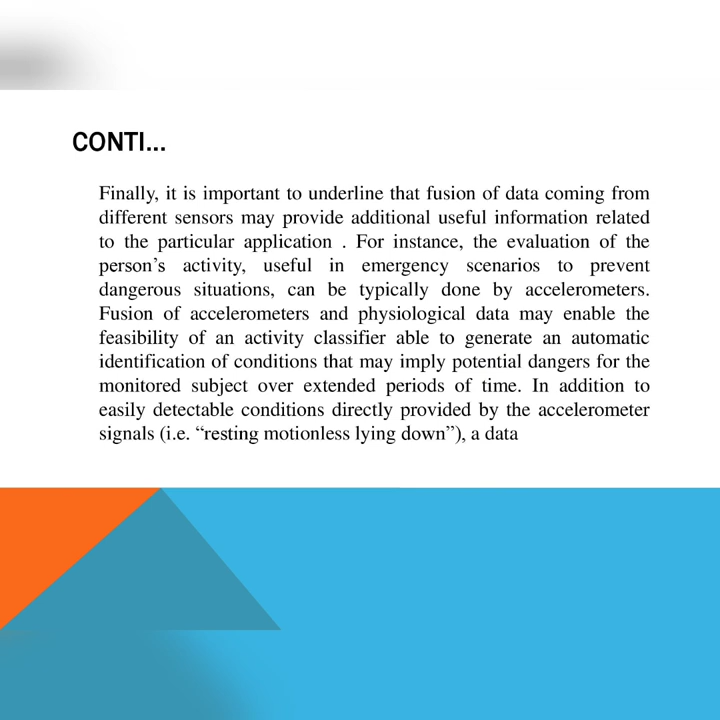 CONTI...
Finally, it is important to underline that fusion of data coming from
different sensors may provide additional useful information related
to the particular application . For instance, the evaluation of the
person’s activity, useful in emergency scenarios to prevent
dangerous situations, can be typically done by accelerometers.
Fusion of accelerometers and physiological data may enable the
feasibility of an activity classifier able to generate an automatic
identification of conditions that may imply potential dangers for the
monitored subject over extended periods of time. In addition to
easily detectable conditions directly provided by the accelerometer
signals (i.e. “resting motionless lying down”), a data